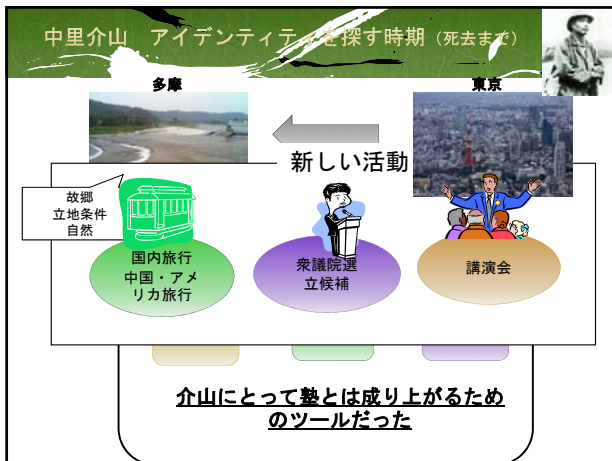 中里介山　アイデンティティを探す時期（死去まで）
多摩
東京
新しい活動
故郷
立地条件
自然
国内旅行
中国・アメ
リカ旅行
衆議院選
立候補
講演会
介山にとって塾とは成り上がるため
のツールだった